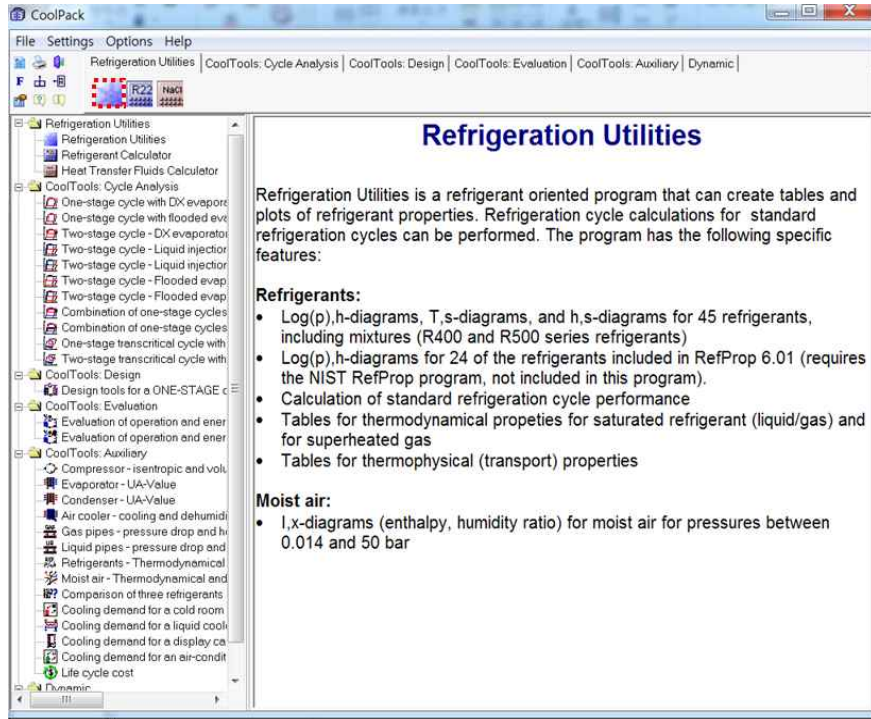 CoolPack
File Settings Options Help
Refrigeration Utilities CoolTools: Cycle Analysis CoolTools: Design CoolTools: Evaluation CoolTools: Auxiliary Dynamic
F
R22 NaCl
Refrigeration Utilities
Refrigeration Utilities
Refrigerant Calculator
Heat Transfer Fluids Calculator
CoolTools: Cycle Analysis
One-stage cycle with DX evapore
One-stage cycle with flooded eve
Two-stage cycle - DX evaporator
Two-stage cycle - Liquid injection
Two-stage cycle - Liquid injection
Two-stage cycle - Flooded evap
Two-stage cycle - Flooded evap
Combination of one-stage cycles
Combination of one-stage cycles
One-stage transcritical cycle with
Two-stage transcritical cycle with
CoolTools: Design
Design tools for a ONE-STAGE c
CoolTools: Evaluation
Evaluation of operation and ener
Evaluation of operation and ener
CoolTools: Auxiliary
Compressor - isentropic and volu
Evaporator - UA-Value
Condenser - UA-Value
Air cooler - cooling and dehumidi
Gas pipes - pressure drop and he
Liquid pipes - pressure drop and
Refrigerants - Thermodynamical
Moist air - Thermodynamical and
Comparison of three refrigerants
Cooling demand for a cold room
Cooling demand for a liquid coole
Cooling demand for a display ca
Cooling demand for an air-condit
Life cycle cost
Dynamic
Refrigeration Utilities
Refrigeration Utilities is a refrigerant oriented program that can create tables and
plots of refrigerant properties. Refrigeration cycle calculations for standard
refrigeration cycles can be performed. The program has the following specific
features:
Refrigerants:
• Log(p),h-diagrams, T,s-diagrams, and h,s-diagrams for 45 refrigerants,
including mixtures (R400 and R500 series refrigerants)
• Log(p),h-diagrams for 24 of the refrigerants included in RefProp 6.01 (requires
the NIST RefProp program, not included in this program).
• Calculation of standard refrigeration cycle performance
• Tables for thermodynamical propeties for saturated refrigerant (liquid/gas) and
for superheated gas
• Tables for thermophysical (transport) properties
Moist air:
• I,x-diagrams (enthalpy, humidity ratio) for moist air for pressures between
0.014 and 50 bar